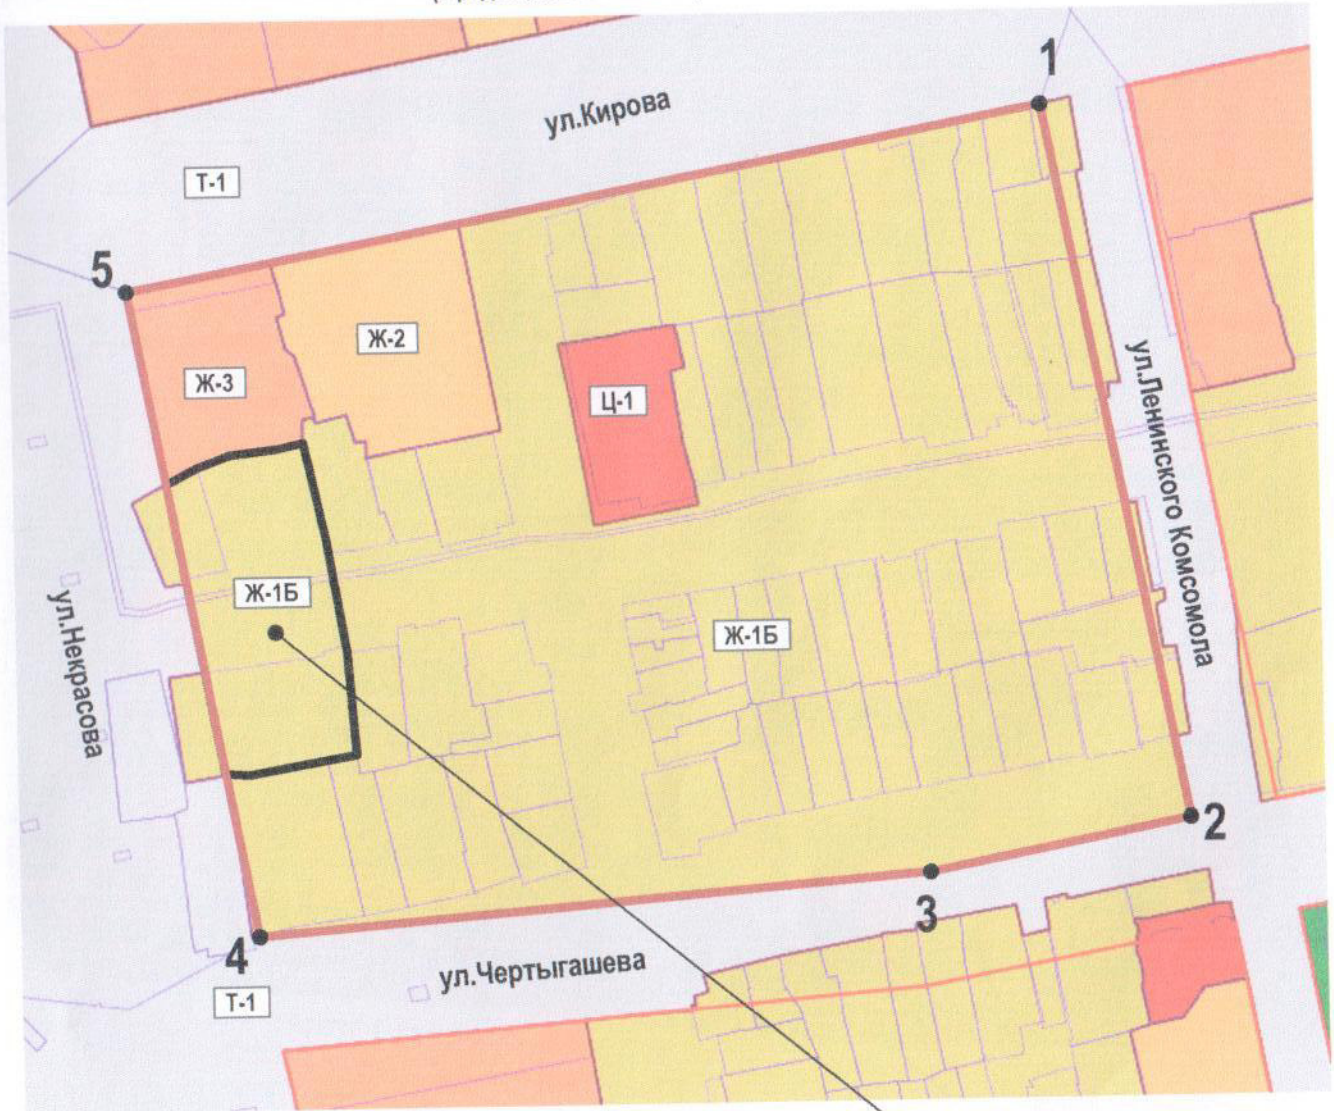 1
ул.Кирова
Т-1
5
Ж-2
Ж-3
Ц-1
ул.Ленинского Комсомола
Ж-1Б
Ж-1Б
ул.Некрасова
2
3
4
ул.Чертыгашева
Т-1